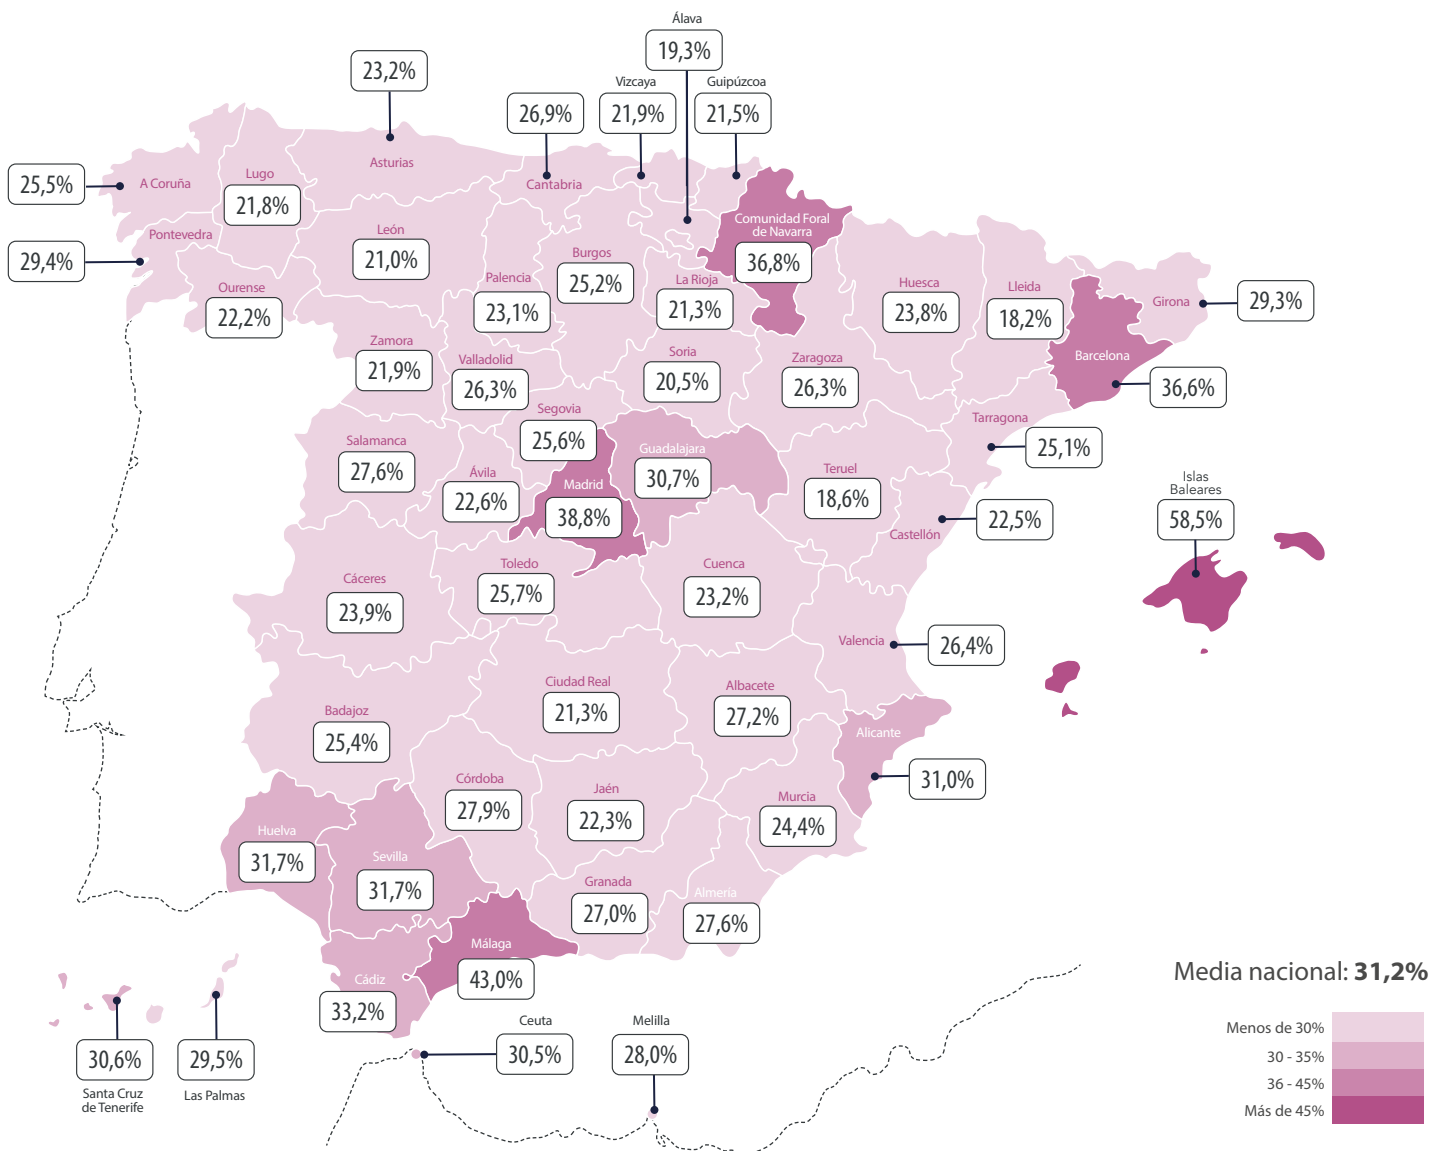 Álava
19,3%
23,2%
Vizcaya
Guipúzcoa
26,9%
21,9%
21,5%
Asturias
Cantabria
25,5%
A Coruña
Lugo
21,8%
Comunidad Foral
de Navarra
36,8%
Pontevedra
29,4%
León
21,0%
Burgos
25,2%
Palencia
23,1%
La Rioja
21,3%
Huesca
23,8%
Lleida
18,2%
Girona
29,3%
Ourense
22,2%
Zamora
21,9%
Valladolid
26,3%
Soria
20,5%
Zaragoza
26,3%
Barcelona
36,6%
Segovia
25,6%
Tarragona
25,1%
Salamanca
27,6%
Ávila
22,6%
Madrid
38,8%
Guadalajara
30,7%
Teruel
18,6%
Castellón
22,5%
Islas
Baleares
58,5%
Cáceres
23,9%
Toledo
25,7%
Cuenca
23,2%
Valencia
26,4%
Badajoz
25,4%
Ciudad Real
21,3%
Albacete
27,2%
Alicante
31,0%
Córdoba
27,9%
Jaén
22,3%
Murcia
24,4%
Huelva
31,7%
Sevilla
31,7%
Granada
27,0%
Almería
27,6%
Málaga
43,0%
Cádiz
33,2%
Ceuta
30,5%
Melilla
28,0%
30,6%
Santa Cruz
de Tenerife
29,5%
Las Palmas
Media nacional: 31,2%
Menos de 30%
30 - 35%
36 - 45%
Más de 45%